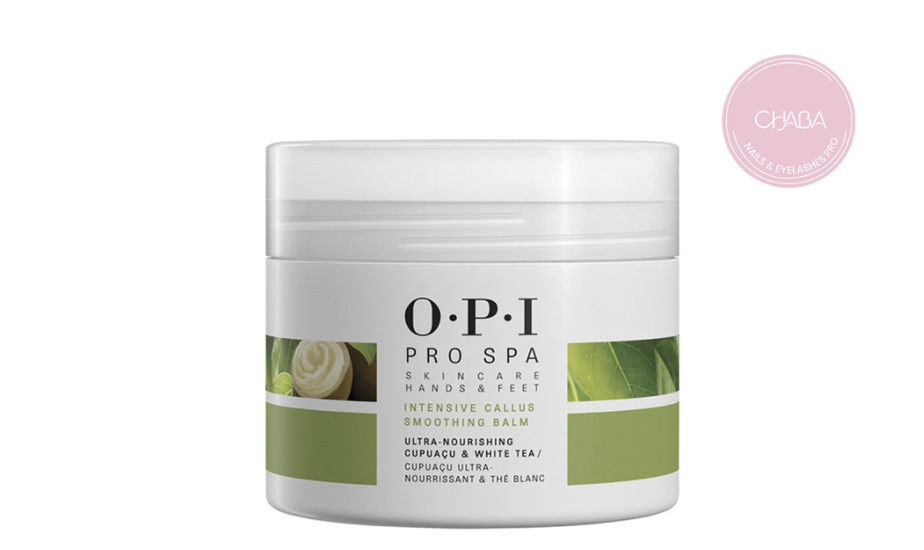 CHABA
NAILS & EYELASHES PRO
O·P·I
PRO SPA
SKINCARE
HANDS & FEET
INTENSIVE CALLUS
SMOOTHING BALM
ULTRA-NOURISHING
CUPUAÇU & WHITE TEA/
CUPUAÇU ULTRA-
NOURRISSANT & THÉ BLANC